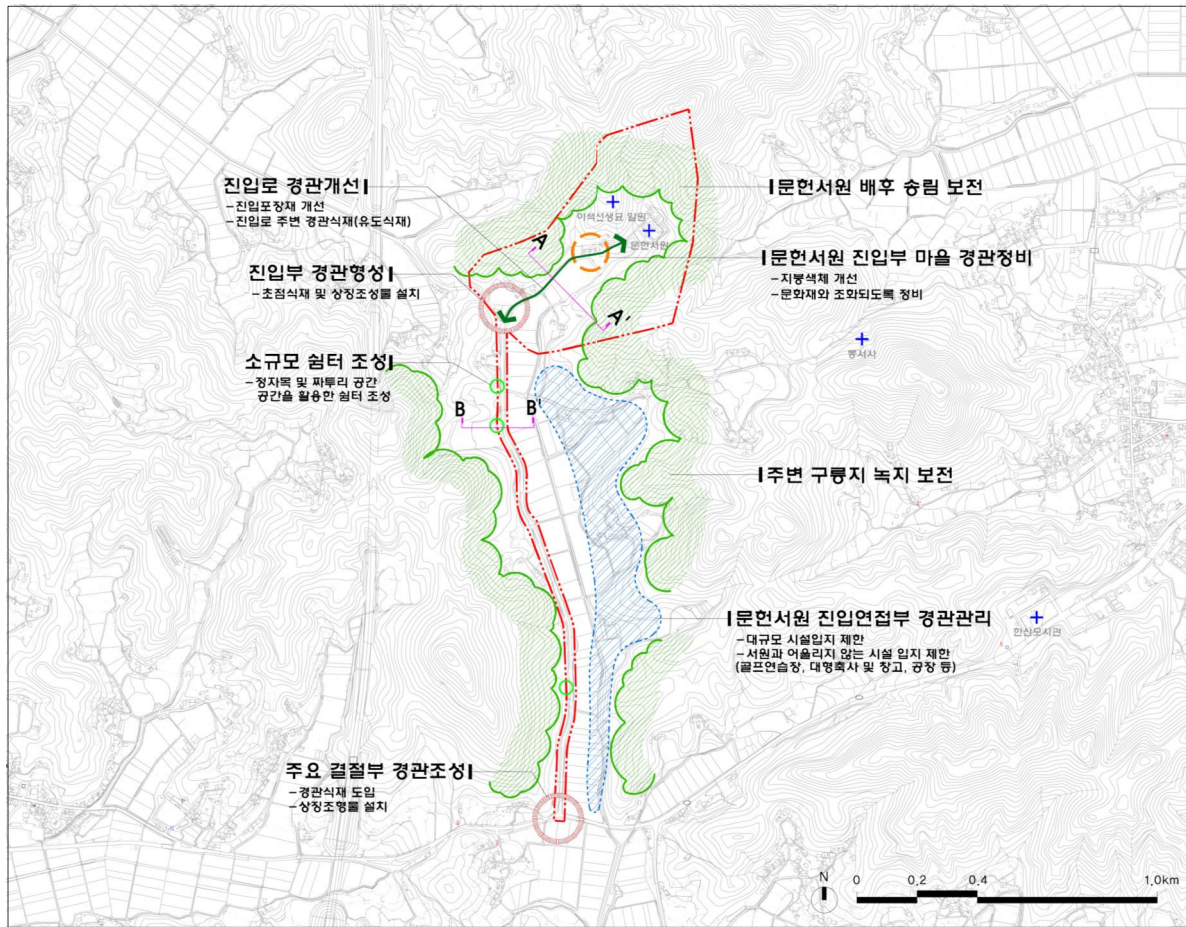 진입로 경관개선
-진입포장재 개선
-진입로 주변 경관식재(유도식재)
진입부 경관형성
-초점식재 및 상징조성물 설치
소규모 쉼터 조성
-정자목 및 짜투리 공간
공간을 활용한 쉼터 조성
주요 결절부 경관조성
-경관식재 도입
-상징조형물 설치
이색선생묘 일원
문헌서원
A
A'
B
B'
문헌서원 배후 송림 보전
문헌서원 진입부 마을 경관정비
-지붕색채 개선
-문화재와 조화되도록 정비
봉서사
주변 구릉지 녹지 보전
문헌서원 진입연접부 경관관리
-대규모 시설입지 제한
-서원과 어울리지 않는 시설 입지 제한
(골프연습장, 대형축사 및 창고, 공장 등)
한산모시관
N
0 0.2 0.4 1.0km